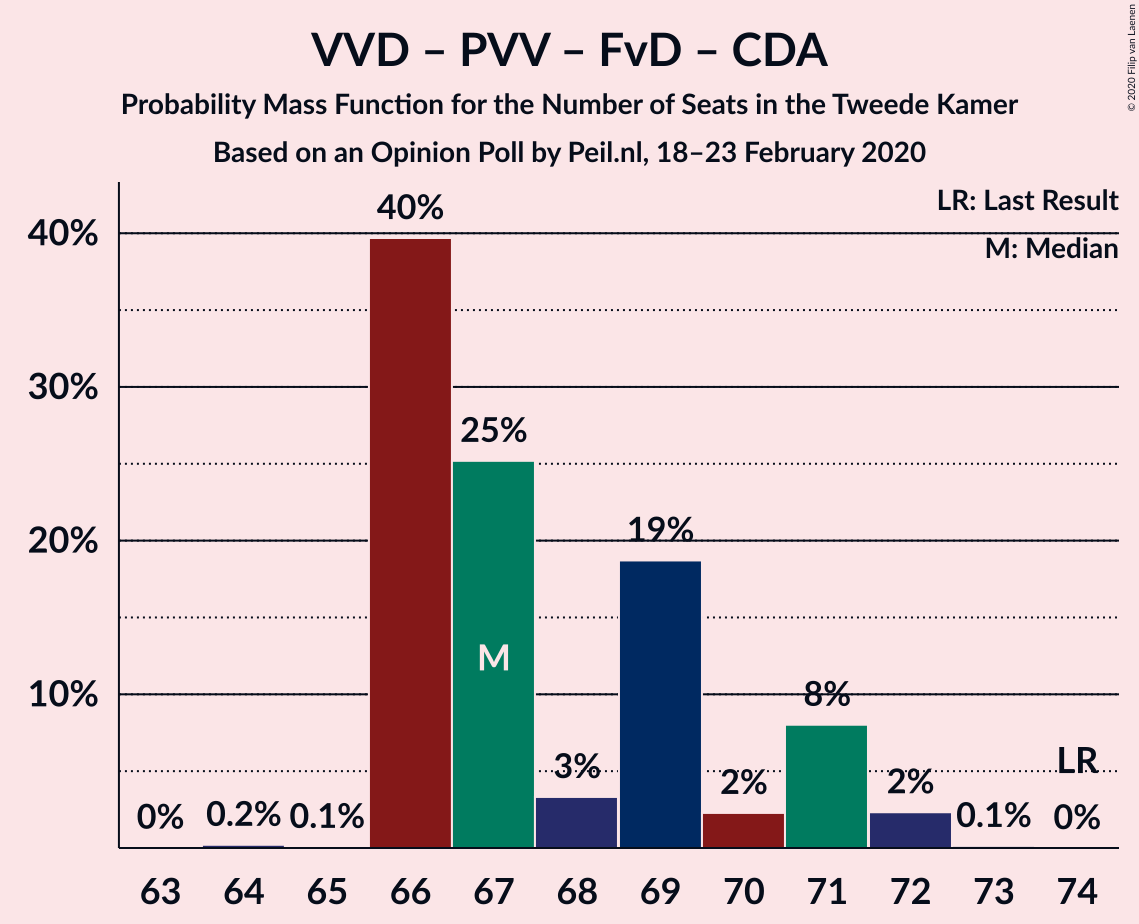 VVD – PVV – FvD – CDA
Probability Mass Function for the Number of Seats in the Tweede Kamer
Based on an Opinion Poll by Peil.nl, 18–23 February 2020
© 2020 Filip van Laenen
LR: Last Result
M: Median
40%
30%
20%
10%
0%
0.2%
0.1%
40%
25%
M
3%
19%
2%
8%
2%
0.1%
LR
0%
63 64 65 66 67 68 69 70 71 72 73 74